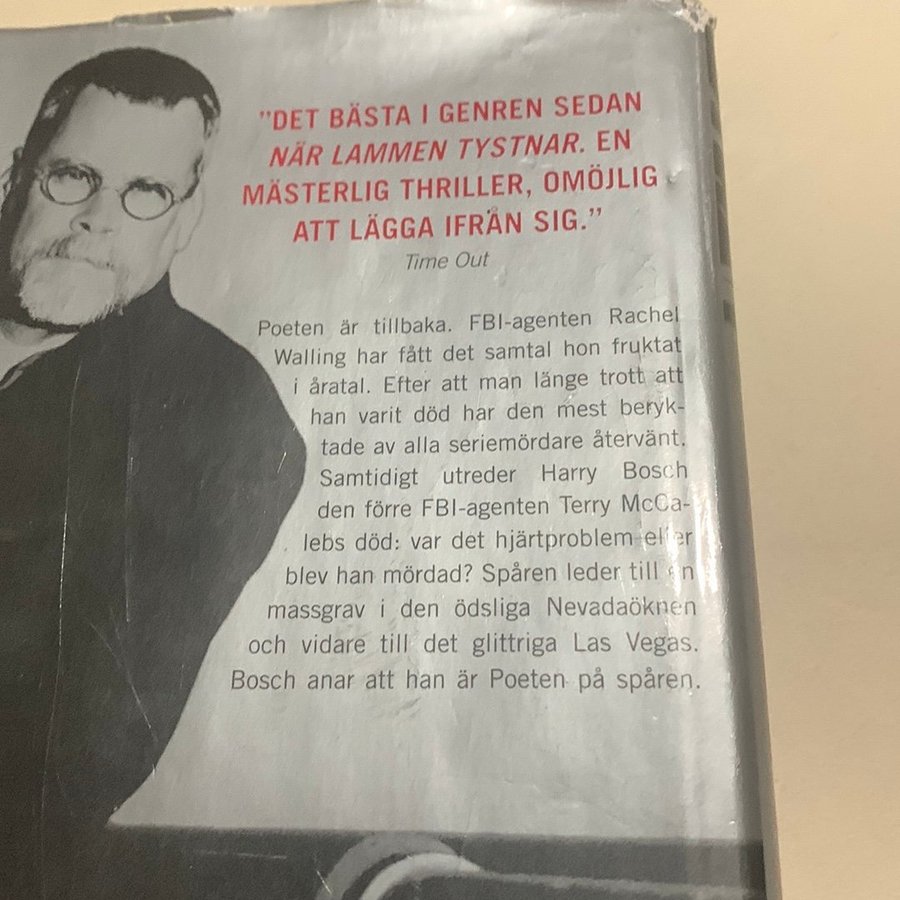 "DET BÄSTA I GENREN SEDAN
NÄR LAMMEN TYSTNAR. EN
MÄSTERLIG THRILLER, OMÖJLIG
ATT LÄGGA IFRÅN SIG."
Time Out
Poeten är tillbaka. FBI-agenten Rachel
Walling har fått det samtal hon fruktat
i åratal. Efter att man länge trott att
han varit död har den mest beryk-
tade av alla seriemördare återvänt.
Samtidigt utreder Harry Bosch
den förre FBI-agenten Terry McCa-
lebs död: var det hjärtproblem eller
blev han mördad? Spåren leder till en
massgrav i den ödsliga Nevadaöknen
och vidare till det glittriga Las Vegas.
Bosch anar att han är Poeten på spåren.